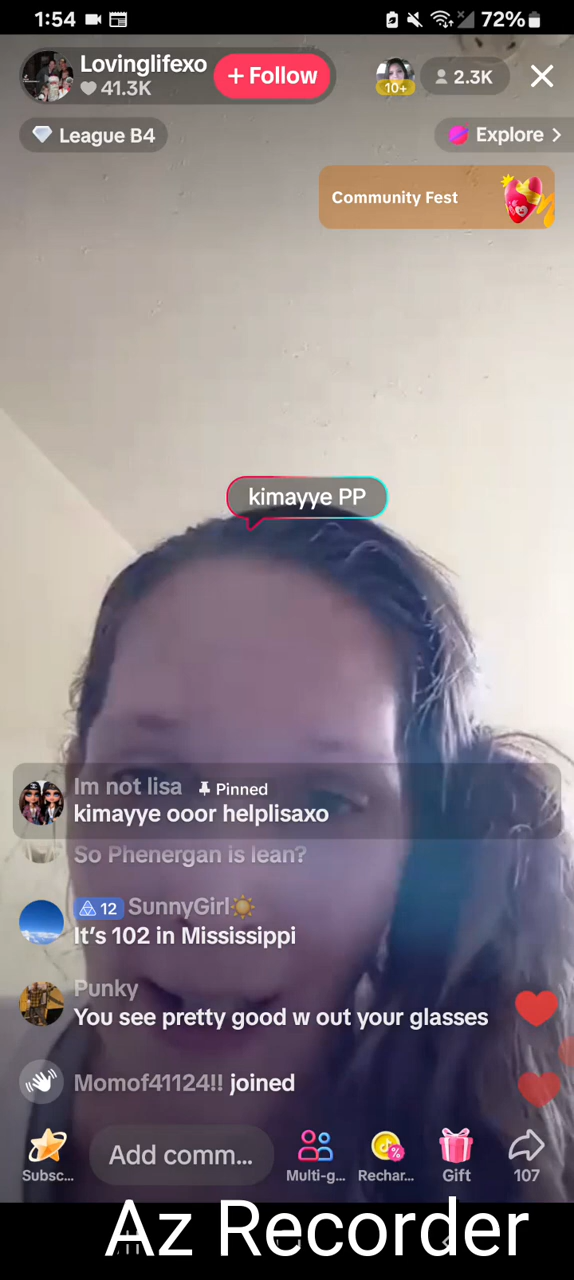 1:54
72%
Lovinglifexo
41.3K
+ Follow
10+
2.3K
League B4
Explore >
Community Fest
kimayye PP
Im not lisa Pinned
kimayye ooor helplisaxo
So Phenergan is lean?
12 SunnyGirl☀️
It’s 102 in Mississippi
Punky
You see pretty good w out your glasses
Momof41124!! joined
Add comm...
Subsc...
Multi-g...
Rechar...
Gift
107
Az Recorder